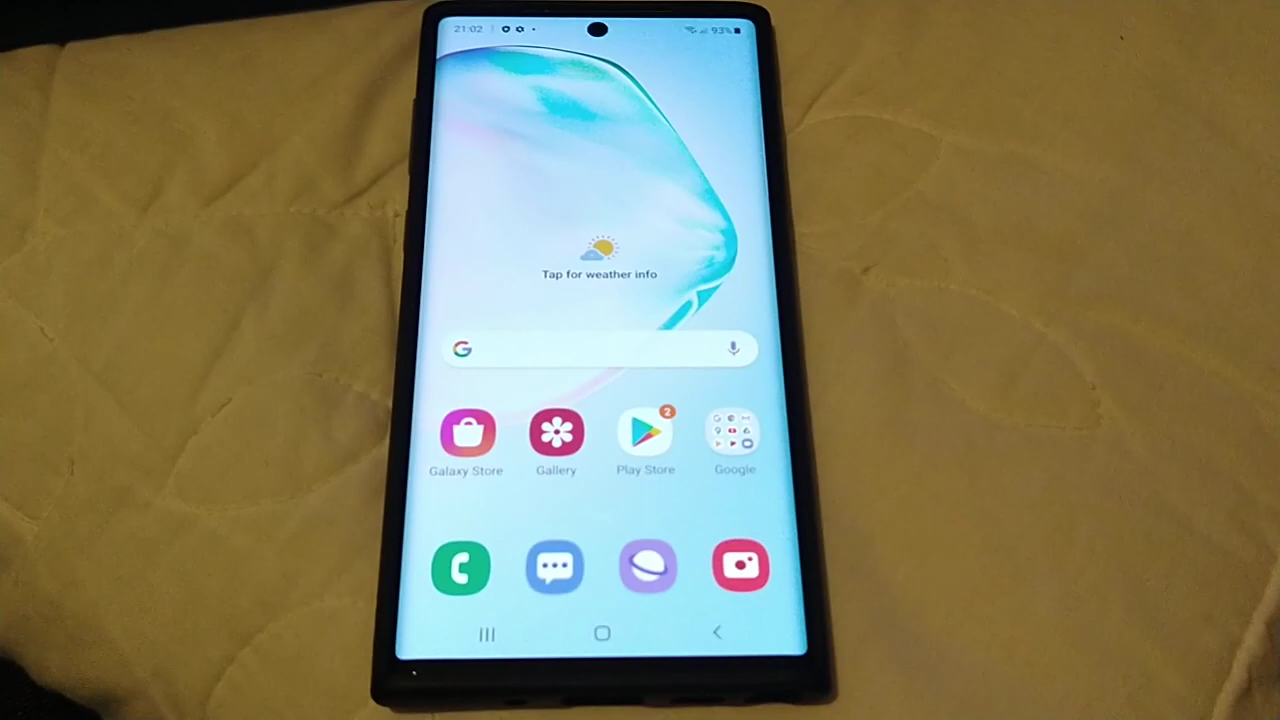 21:02
93%
Tap for weather info
G
2
Galaxy Store
Gallery
Play Store
Google